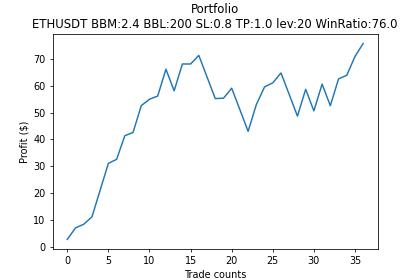 Portfolio
ETHUSDT BBM:2.4 BBL:200 SL:0.8 TP:1.0 lev:20 WinRatio:76.0
70
60
50
40
30
20
10
0
Profit ($)
0 5 10 15 20 25 30 35
Trade counts